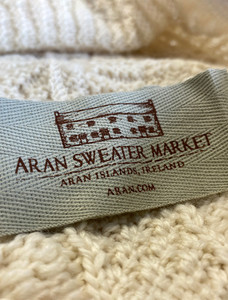 ARAN SWEATER MARKET
ARAN ISLANDS, IRELAND
ARAN.COM